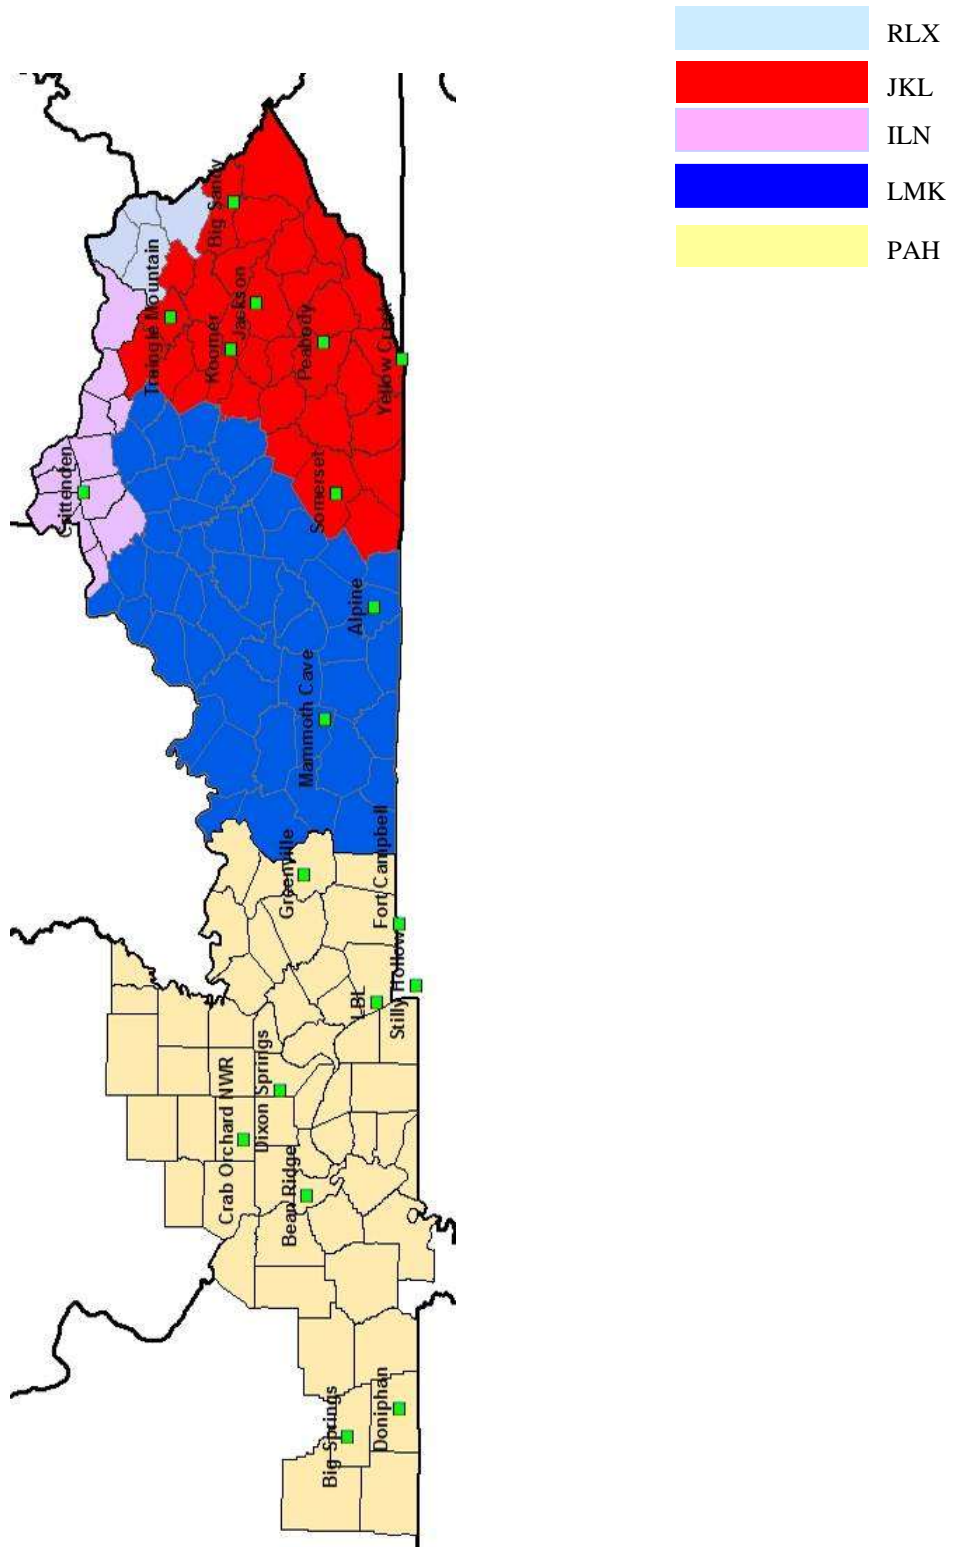 RLX
JKL
ILN
LMK
PAH
Big Sandy
Traingle Mountain
Jackson
Koomer
Peabody
Yellow Creek
Crittenden
Somerset
Alpine
Mammoth Cave
Greenville
Fort Campbell
Stilly Hollow
LBL
Dixon Springs
Crab Orchard NWR
Bean Ridge
Doniphan
Big Springs